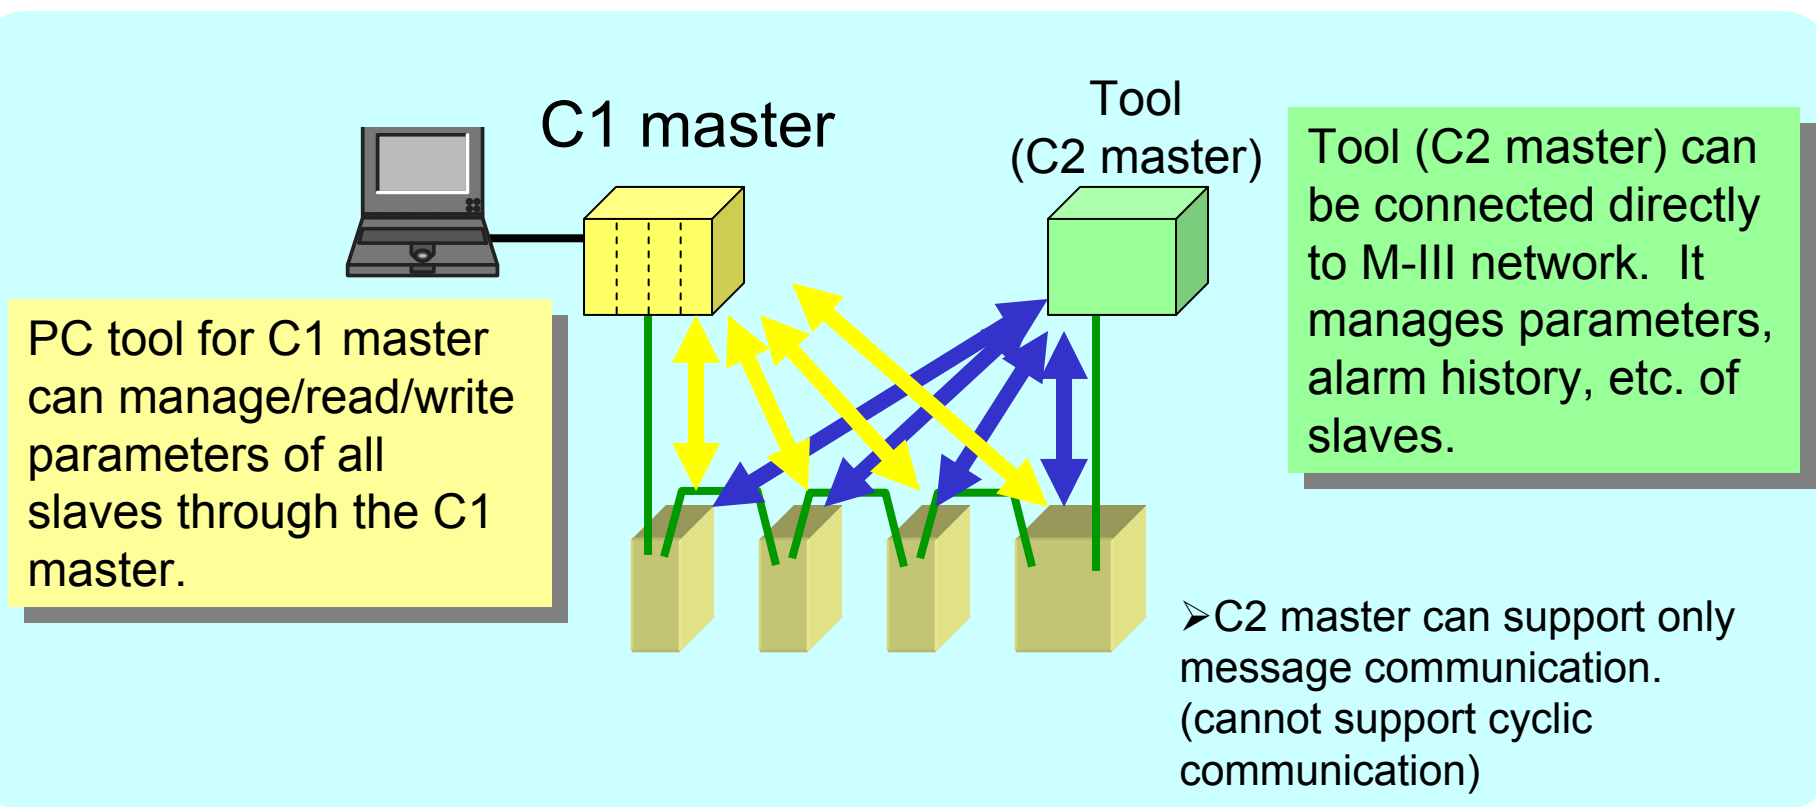 C1 master
Tool
(C2 master)
Tool (C2 master) can
be connected directly
to M-III network.  It
manages parameters,
alarm history, etc. of
slaves.
PC tool for C1 master
can manage/read/write
parameters of all
slaves through the C1
master.
➢C2 master can support only
message communication.
(cannot support cyclic
communication)